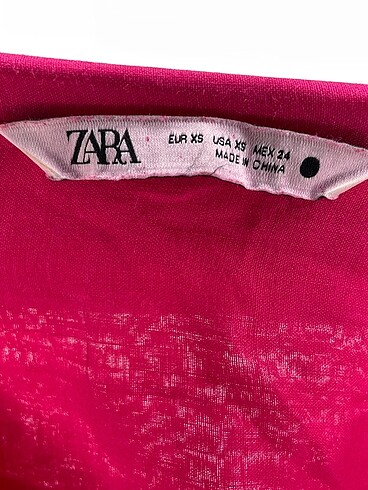 ZARA
EUR XS USA XS MEX 24
MADE IN CHINA